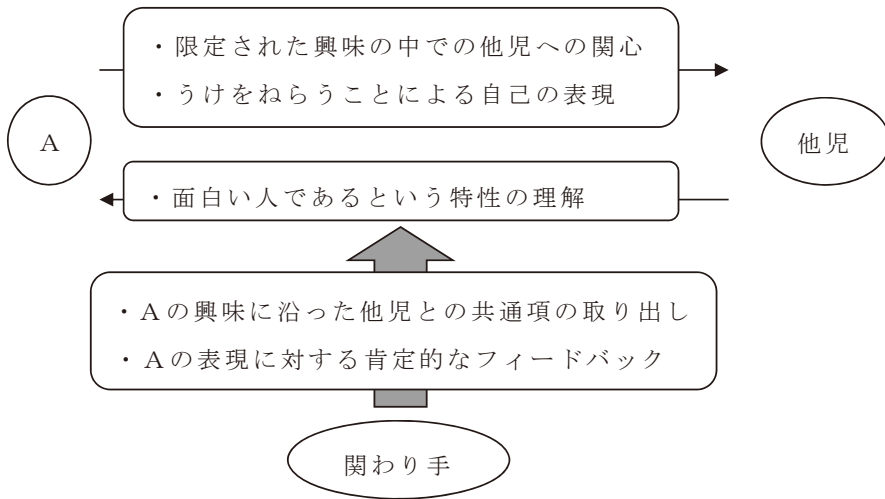 ・限定された興味の中での他児への関心
・うけをねらうことによる自己の表現
A
他児
・面白い人であるという特性の理解
・Aの興味に沿った他児との共通項の取り出し
・Aの表現に対する肯定的なフィードバック
関わり手